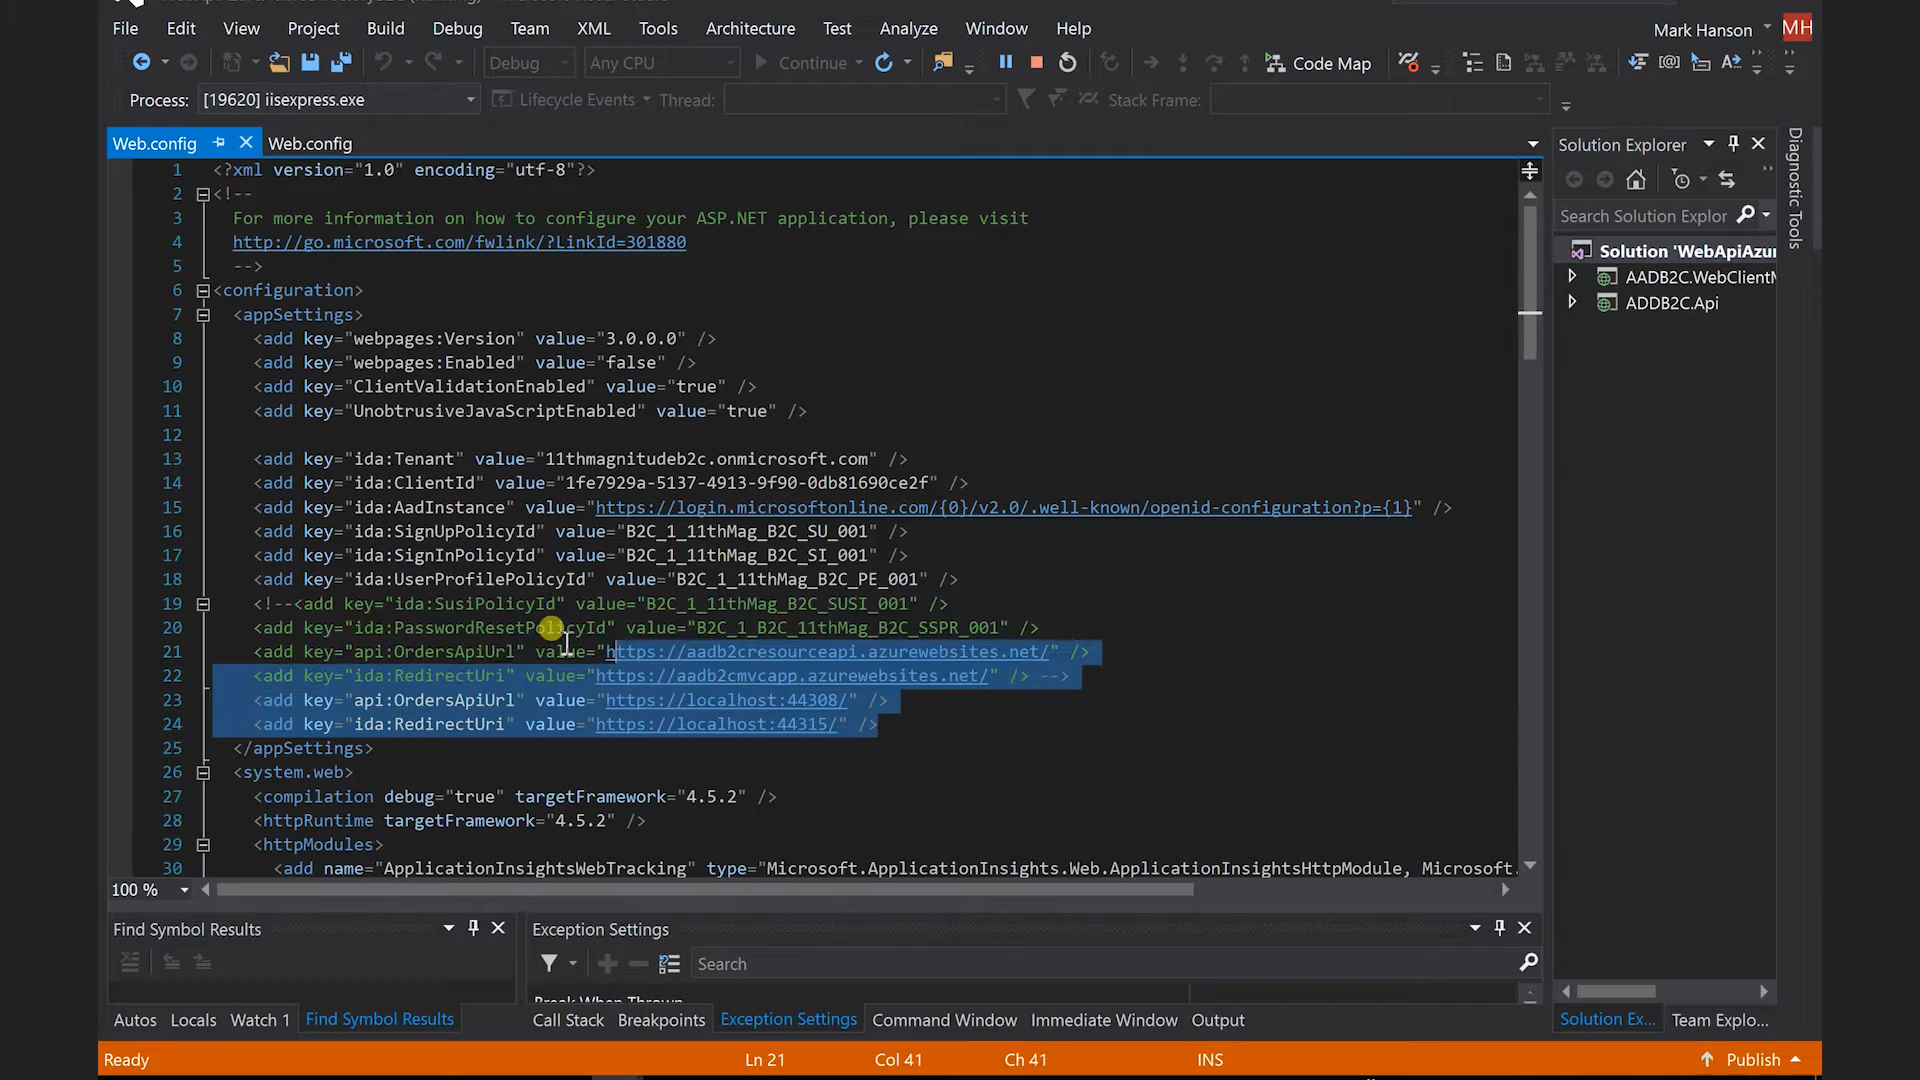 File Edit View Project Build Debug Team XML Tools Architecture Test Analyze Window Help Mark Hanson MH
Debug Any CPU Continue Code Map
Process: [19620] iisexpress.exe Lifecycle Events Thread: Stack Frame:
Web.config Web.config
Solution Explorer
Search Solution Explor
Solution 'WebApiAzur
AADB2C.WebClientM
ADDB2C.Api
Diagnostic Tools
1 <?xml version="1.0" encoding="utf-8"?>
2 <!--
3 For more information on how to configure your ASP.NET application, please visit
4 http://go.microsoft.com/fwlink/?LinkId=301880
5 -->
6 <configuration>
7 <appSettings>
8 <add key="webpages:Version" value="3.0.0.0" />
9 <add key="webpages:Enabled" value="false" />
10 <add key="ClientValidationEnabled" value="true" />
11 <add key="UnobtrusiveJavaScriptEnabled" value="true" />
12
13 <add key="ida:Tenant" value="11thmagnitudeb2c.onmicrosoft.com" />
14 <add key="ida:ClientId" value="1fe7929a-5137-4913-9f90-0db81690ce2f" />
15 <add key="ida:AadInstance" value="https://login.microsoftonline.com/{0}/v2.0/.well-known/openid-configuration?p={1}" />
16 <add key="ida:SignUpPolicyId" value="B2C_1_11thMag_B2C_SU_001" />
17 <add key="ida:SignInPolicyId" value="B2C_1_11thMag_B2C_SI_001" />
18 <add key="ida:UserProfilePolicyId" value="B2C_1_11thMag_B2C_PE_001" />
19 <!--<add key="ida:SusiPolicyId" value="B2C_1_11thMag_B2C_SUSI_001" />
20 <add key="ida:PasswordResetPolicyId" value="B2C_1_B2C_11thMag_B2C_SSPR_001" />
21 <add key="api:OrdersApiUrl" value="https://aadb2cresourceapi.azurewebsites.net/" />
22 <add key="ida:RedirectUri" value="https://aadb2cmvcapp.azurewebsites.net/" /> -->
23 <add key="api:OrdersApiUrl" value="https://localhost:44308/" />
24 <add key="ida:RedirectUri" value="https://localhost:44315/" />
25 </appSettings>
26 <system.web>
27 <compilation debug="true" targetFramework="4.5.2" />
28 <httpRuntime targetFramework="4.5.2" />
29 <httpModules>
30 <add name="ApplicationInsightsWebTracking" type="Microsoft.ApplicationInsights.Web.ApplicationInsightsHttpModule, Microsoft.
100 %
Find Symbol Results Exception Settings
Search
Break When Thrown
Autos Locals Watch 1 Find Symbol Results Call Stack Breakpoints Exception Settings Command Window Immediate Window Output Solution Ex... Team Explo...
Ready Ln 21 Col 41 Ch 41 INS Publish